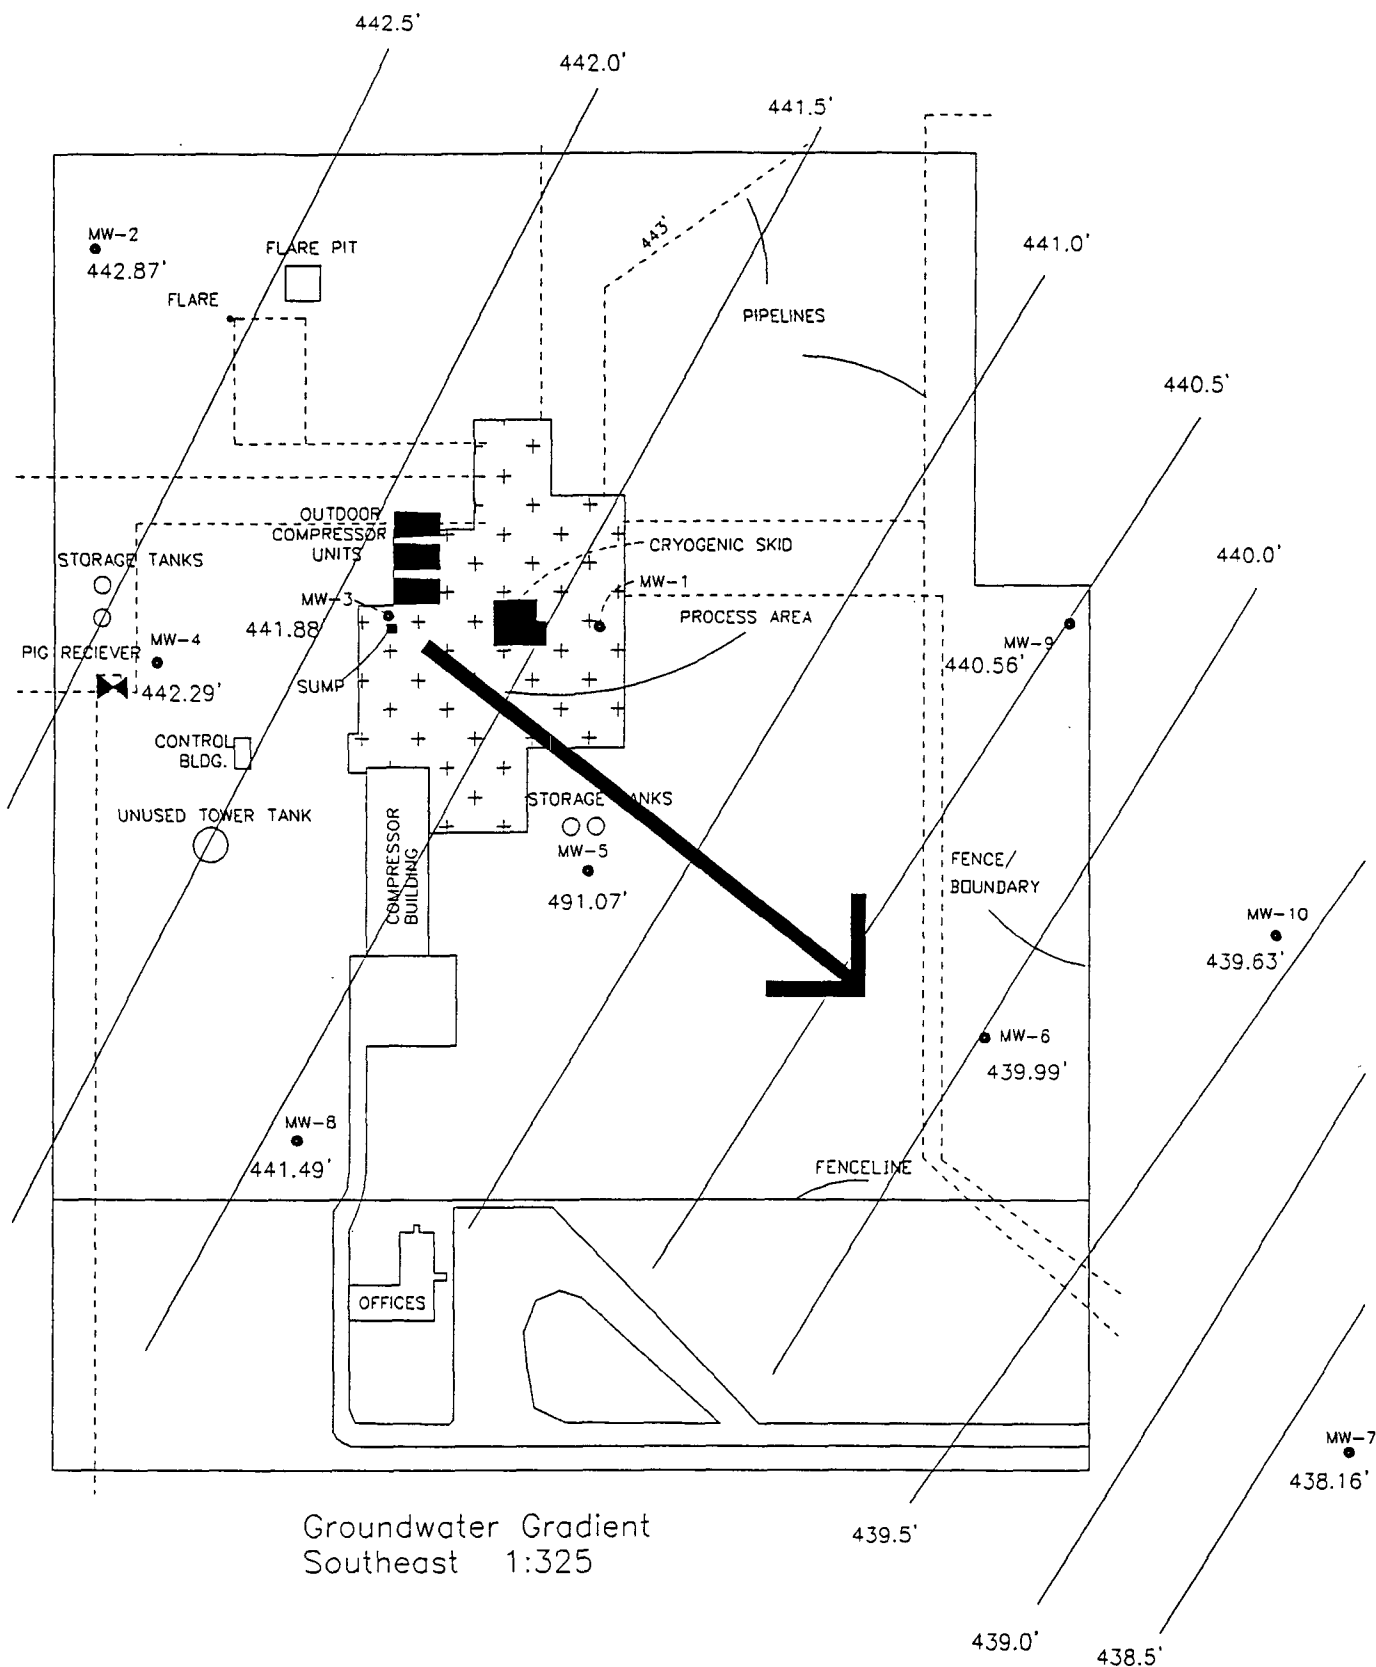 442.5'
442.0'
441.5'
MW-2
442.87'
FLARE PIT
FLARE
443'
441.0'
PIPELINES
440.5'
OUTDOOR
COMPRESSOR
UNITS
CRYOGENIC SKID
440.0'
STORAGE TANKS
MW-3
441.88'
MW-1
PROCESS AREA
MW-9
440.56'
PIG RECIEVER
MW-4
442.29'
SUMP
CONTROL
BLDG.
UNUSED TOWER TANK
STORAGE TANKS
COMPRESSOR
BUILDING
MW-5
491.07'
FENCE/
BOUNDARY
MW-10
439.63'
MW-6
439.99'
MW-8
441.49'
FENCELINE
OFFICES
MW-7
438.16'
Groundwater Gradient
Southeast 1:325
439.5'
439.0'
438.5'